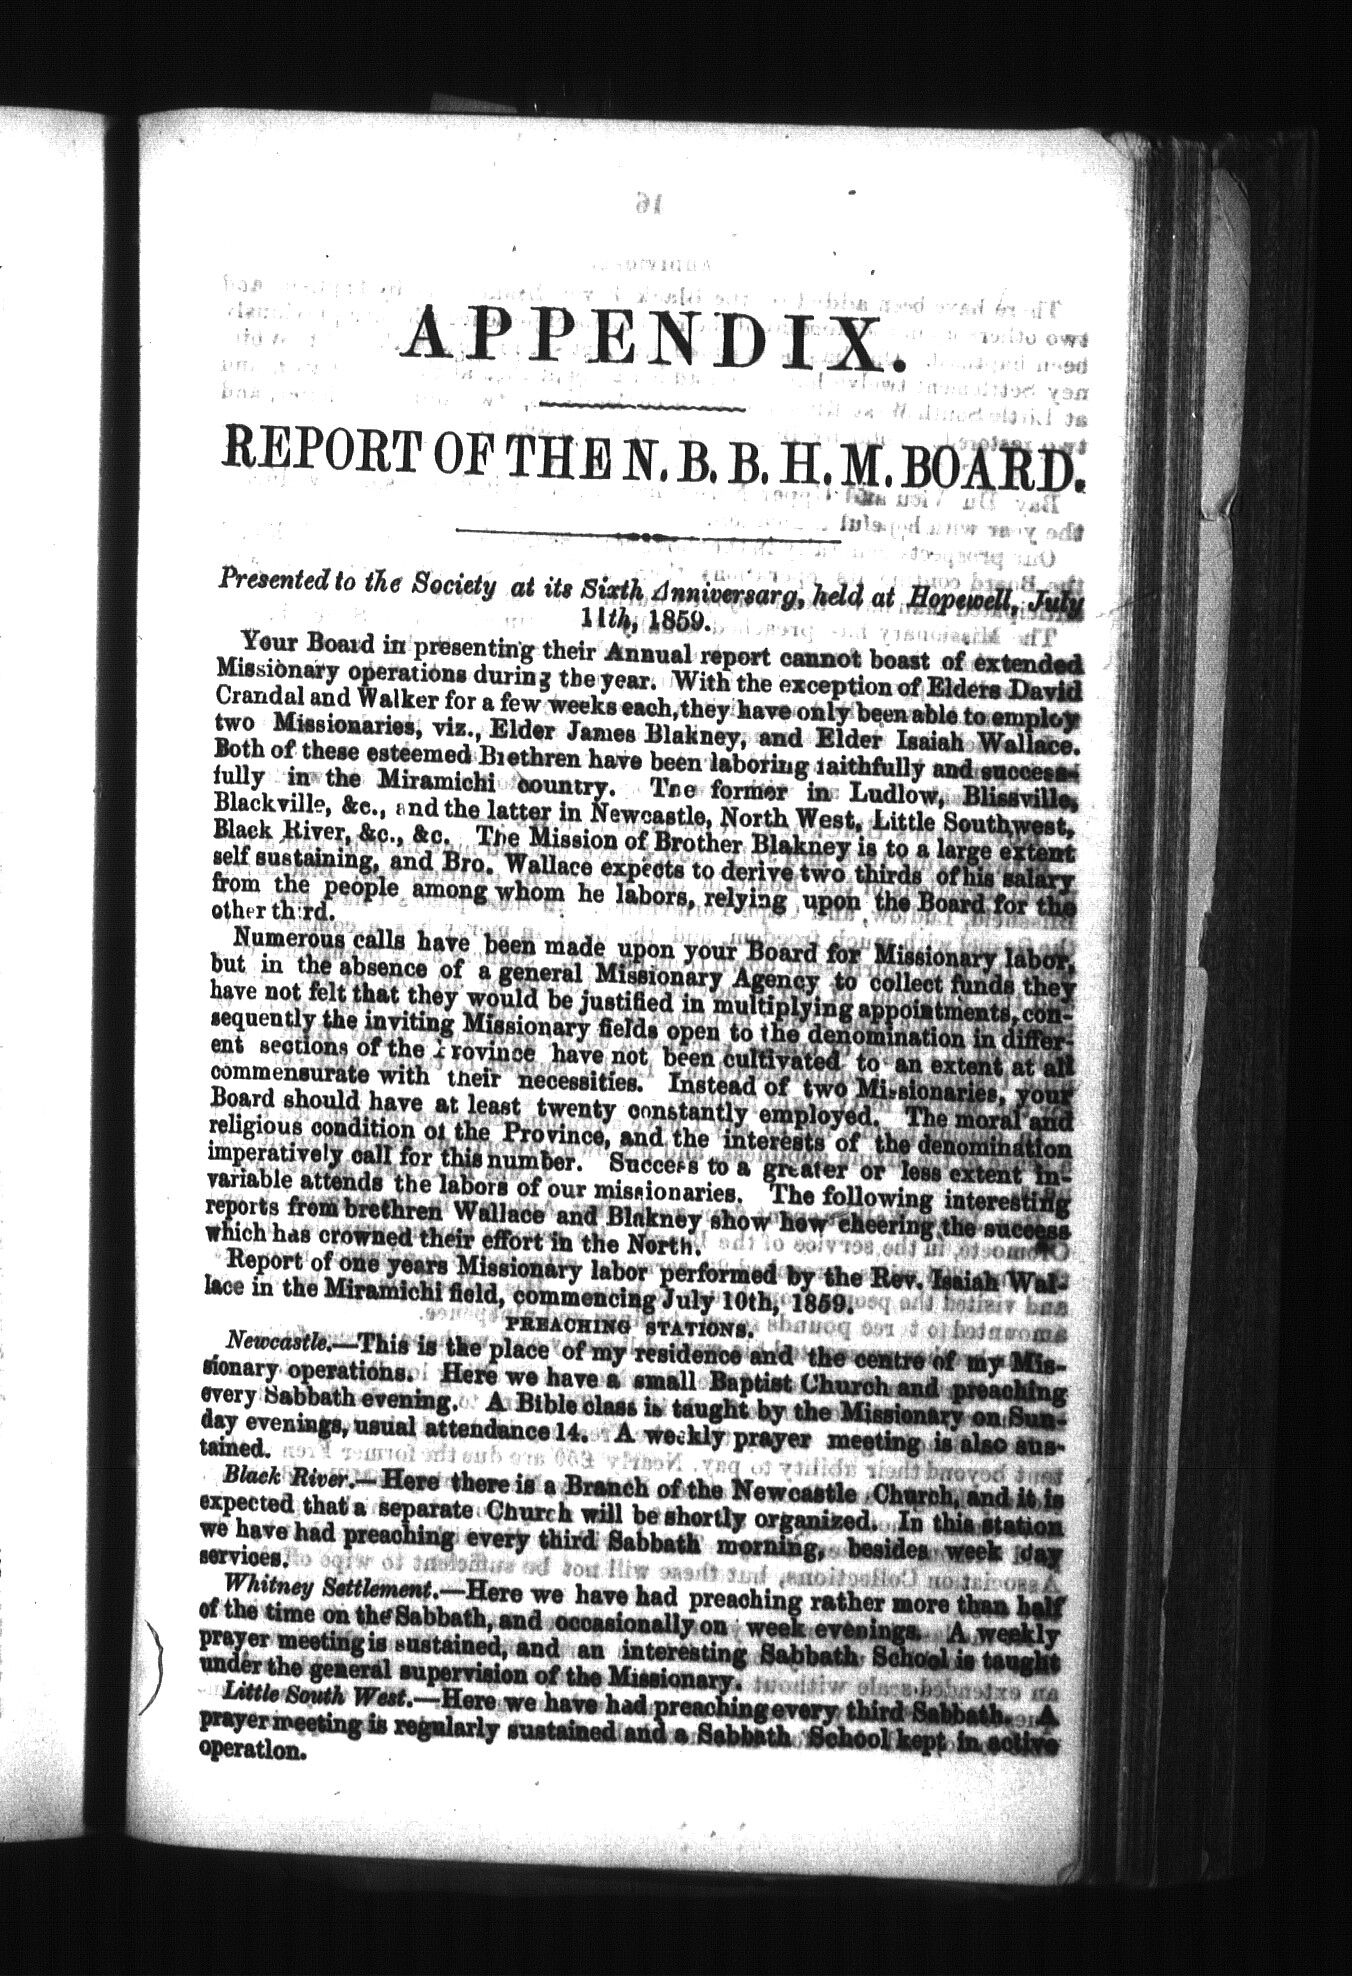 APPENDIX.
REPORT OF THE N. B. B. H. M. BOARD.
Presented to the Society at its Sixth Anniversarg, held at Hopewell, July
11th, 1859.
Your Board in presenting their Annual report cannot boast of extended
Missionary operations during the year. With the exception of Elders David
Crandal and Walker for a few weeks each, they have only been able to employ
two Missionaries, viz., Elder James Blakney, and Elder Isaiah Wallace.
Both of these esteemed Brethren have been laboring faithfully and success-
fully in the Miramichi country. The former in Ludlow, Blissville,
Blackville, &c., and the latter in Newcastle, North West, Little Southwest,
Black River, &c., &c. The Mission of Brother Blakney is to a large extent
self sustaining, and Bro. Wallace expects to derive two thirds of his salary
from the people among whom he labors, relying upon the Board for the
other third.
Numerous calls have been made upon your Board for Missionary labor,
but in the absence of a general Missionary Agency to collect funds they
have not felt that they would be justified in multiplying appointments, con-
sequently the inviting Missionary fields open to the denomination in differ-
ent sections of the Province have not been cultivated to an extent at all
commensurate with their necessities. Instead of two Missionaries, your
Board should have at least twenty constantly employed. The moral and
religious condition of the Province, and the interests of the denomination
imperatively call for this number. Success to a greater or less extent in-
variable attends the labors of our missionaries. The following interesting
reports from brethren Wallace and Blakney show how cheering the success
which has crowned their effort in the North.
Report of one years Missionary labor performed by the Rev. Isaiah Wal-
lace in the Miramichi field, commencing July 10th, 1859.
PREACHING STATIONS.
Newcastle.—This is the place of my residence and the centre of my Mis-
sionary operations. Here we have a small Baptist Church and preaching
every Sabbath evening. A Bible class is taught by the Missionary on Sun-
day evenings, usual attendance 14. A weekly prayer meeting is also sus-
tained.
Black River.—Here there is a Branch of the Newcastle Church, and it is
expected that a separate Church will be shortly organized. In this station
we have had preaching every third Sabbath morning, besides week day
services.
Whitney Settlement.—Here we have had preaching rather more than half
of the time on the Sabbath, and occasionally on week evenings. A weekly
prayer meeting is sustained, and an interesting Sabbath School is taught
under the general supervision of the Missionary.
Little South West.—Here we have had preaching every third Sabbath. A
prayer meeting is regularly sustained and a Sabbath School kept in active
operation.